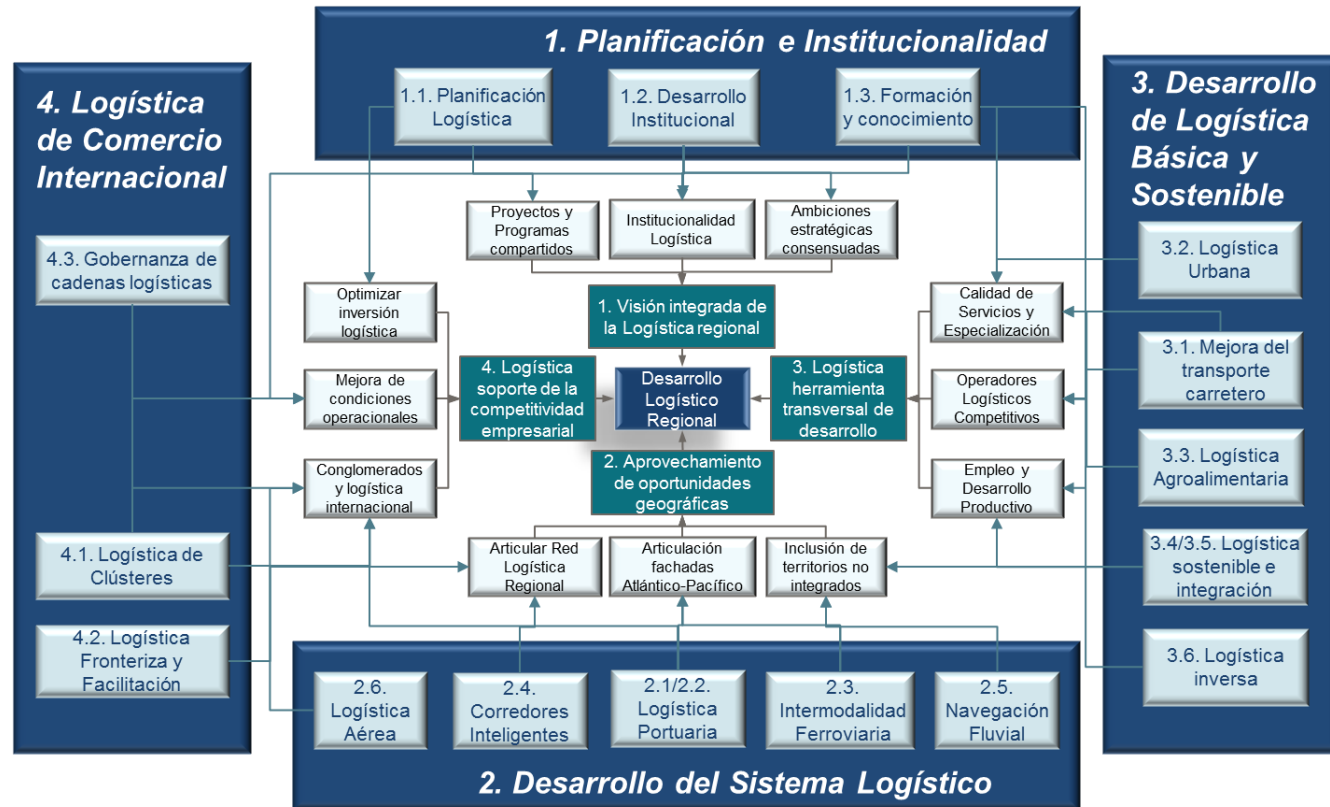 1. Planificación e Institucionalidad
1.1. Planificación
Logística
1.2. Desarrollo
Institucional
1.3. Formación
y conocimiento
4. Logística
de Comercio
Internacional
4.3. Gobernanza de
cadenas logísticas
4.1. Logística de
Clústeres
4.2. Logística
Fronteriza y
Facilitación
Proyectos y
Programas
compartidos
Institucionalidad
Logística
Ambiciones
estratégicas
consensuadas
Optimizar
inversión
logística
Mejora de
condiciones
operacionales
Conglomerados
y logística
internacional
1. Visión integrada de
la Logística regional
4. Logística
soporte de la
competitividad
empresarial
Desarrollo
Logístico
Regional
3. Logística
herramienta
transversal de
desarrollo
2. Aprovechamiento
de oportunidades
geográficas
Calidad de
Servicios y
Especialización
Operadores
Logísticos
Competitivos
Empleo y
Desarrollo
Productivo
Articular Red
Logística
Regional
Articulación
fachadas
Atlántico-Pacífico
Inclusión de
territorios no
integrados
3. Desarrollo
de Logística
Básica y
Sostenible
3.2. Logística
Urbana
3.1. Mejora del
transporte
carretero
3.3. Logística
Agroalimentaria
3.4/3.5. Logística
sostenible e
integración
3.6. Logística
inversa
2.6.
Logística
Aérea
2.4.
Corredores
Inteligentes
2.1/2.2.
Logística
Portuaria
2.3.
Intermodalidad
Ferroviaria
2.5.
Navegación
Fluvial
2. Desarrollo del Sistema Logístico